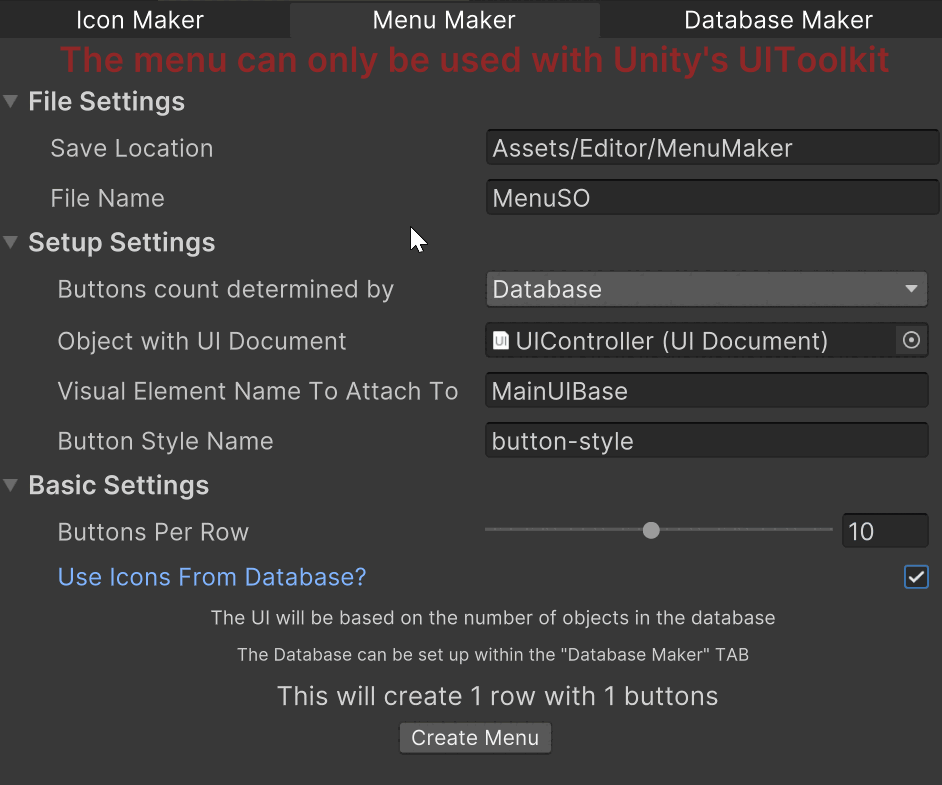 Icon Maker Menu Maker Database Maker
The menu can only be used with Unity's UIToolkit
File Settings
Save Location Assets/Editor/MenuMaker
File Name MenuSO
Setup Settings
Buttons count determined by Database
Object with UI Document UIController (UI Document)
Visual Element Name To Attach To MainUIBase
Button Style Name button-style
Basic Settings
Buttons Per Row 10
Use Icons From Database?
The UI will be based on the number of objects in the database
The Database can be set up within the "Database Maker" TAB
This will create 1 row with 1 buttons
Create Menu